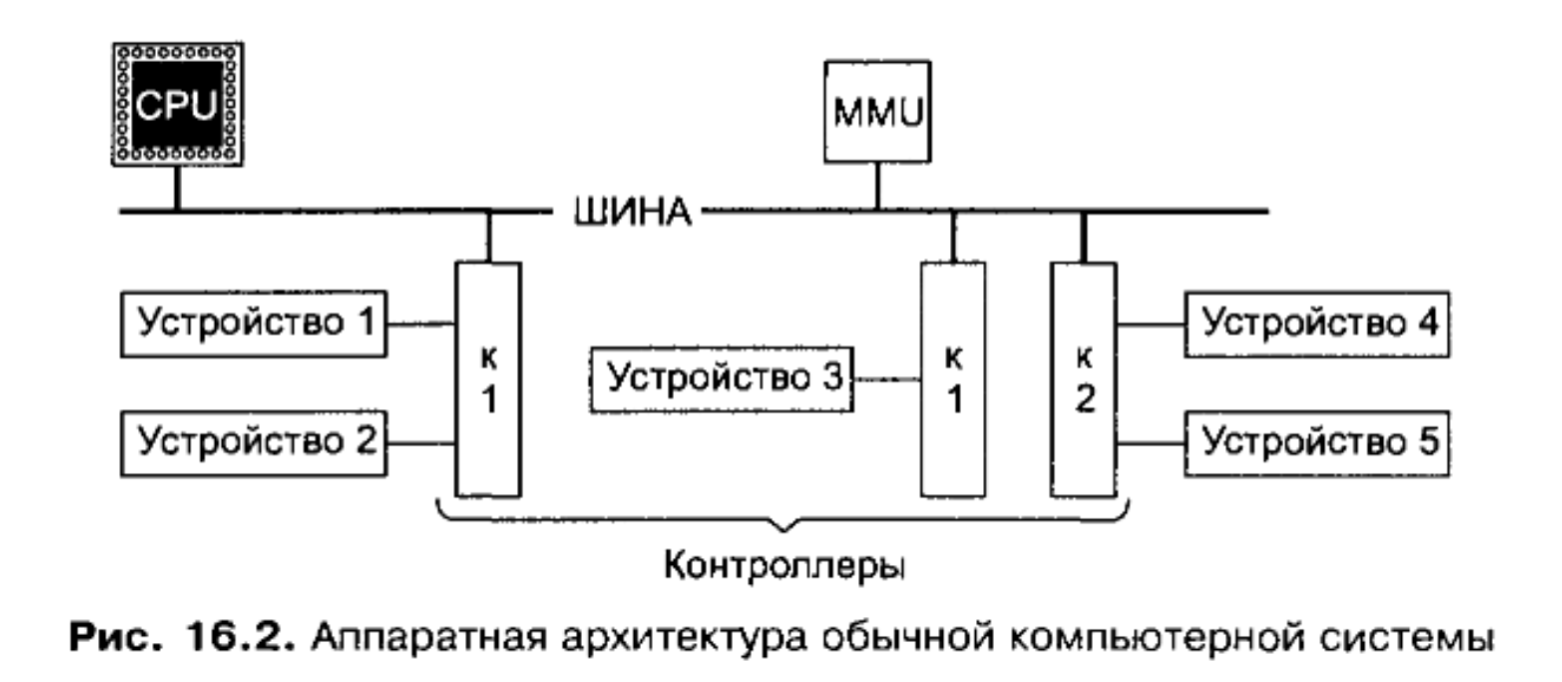 CPU
MMU
ШИНА
Устройство 1
Устройство 2
К
1
Устройство 3
К
1
К
2
Устройство 4
Устройство 5
Контроллеры
Рис. 16.2. Аппаратная архитектура обычной компьютерной системы